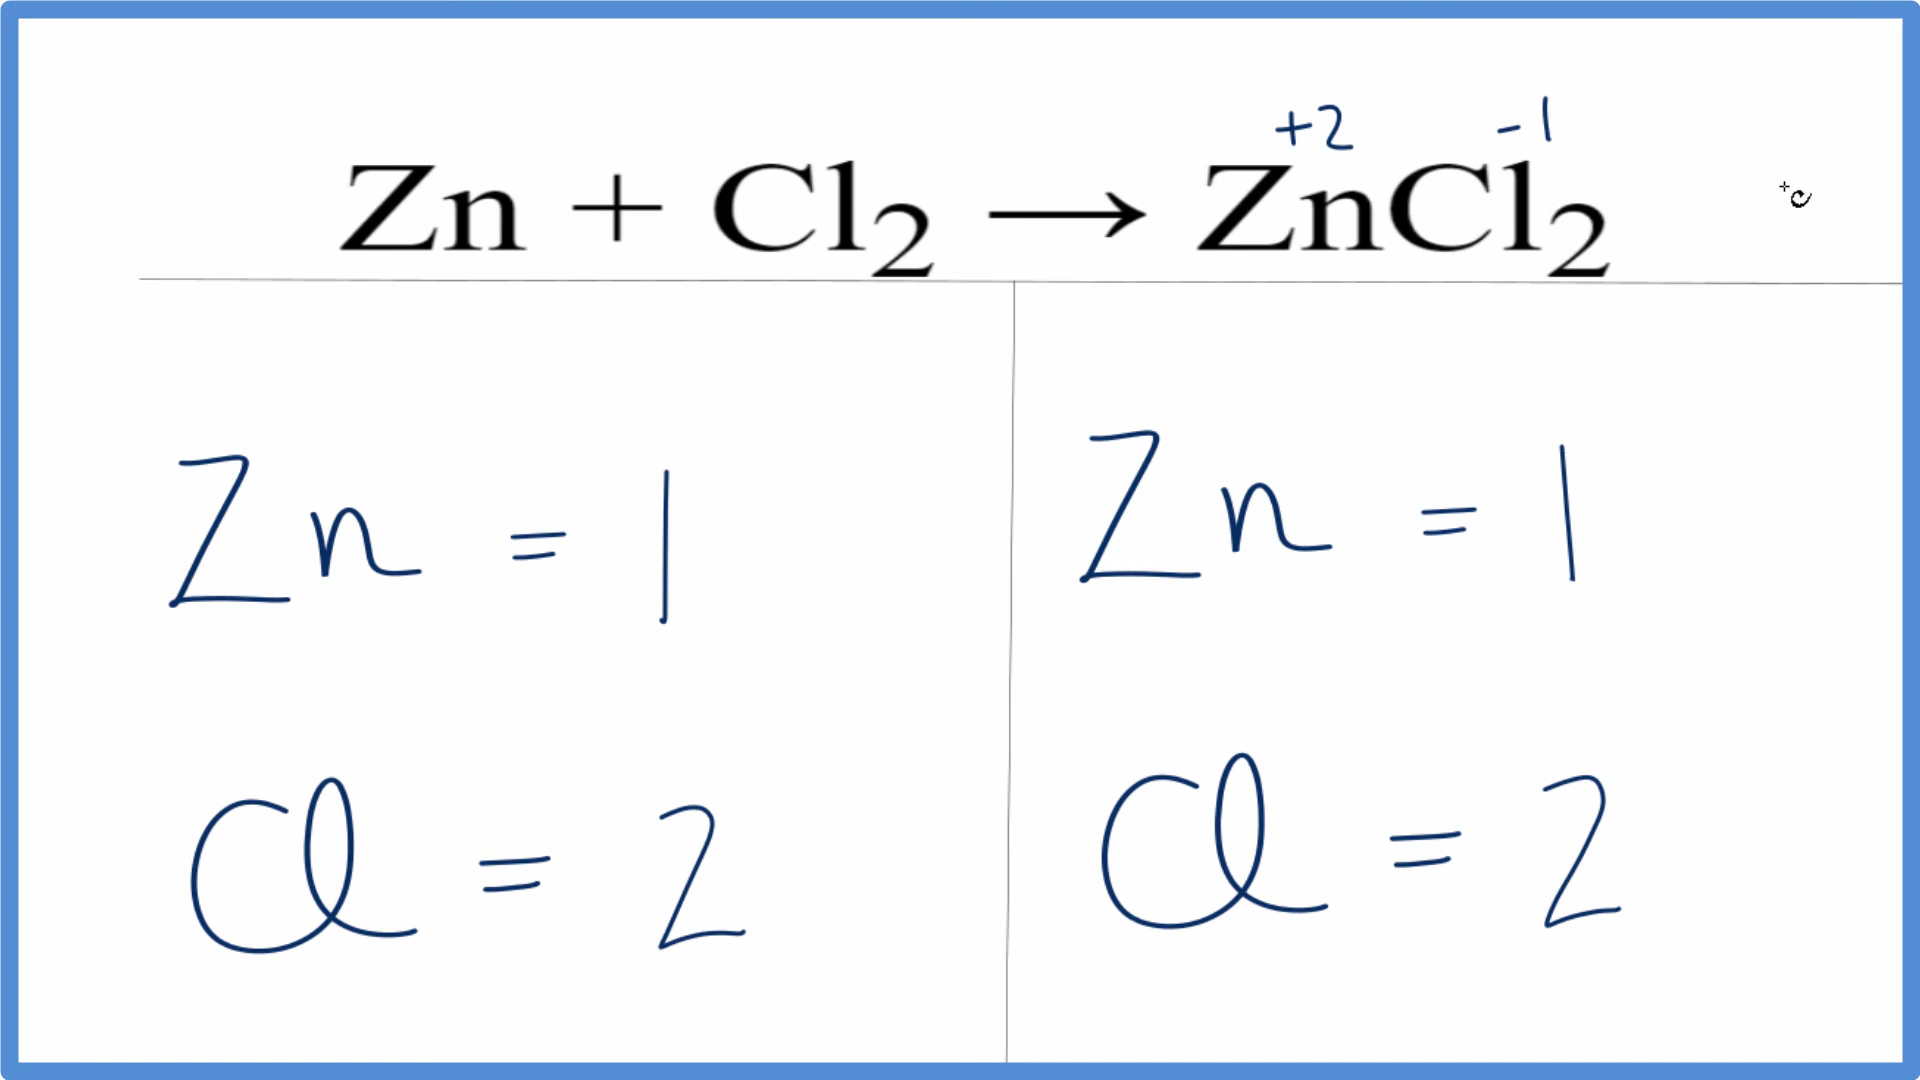 +2 -1
Zn + Cl₂ → ZnCl₂
Zn = 1
Cl = 2
Zn = 1
Cl = 2